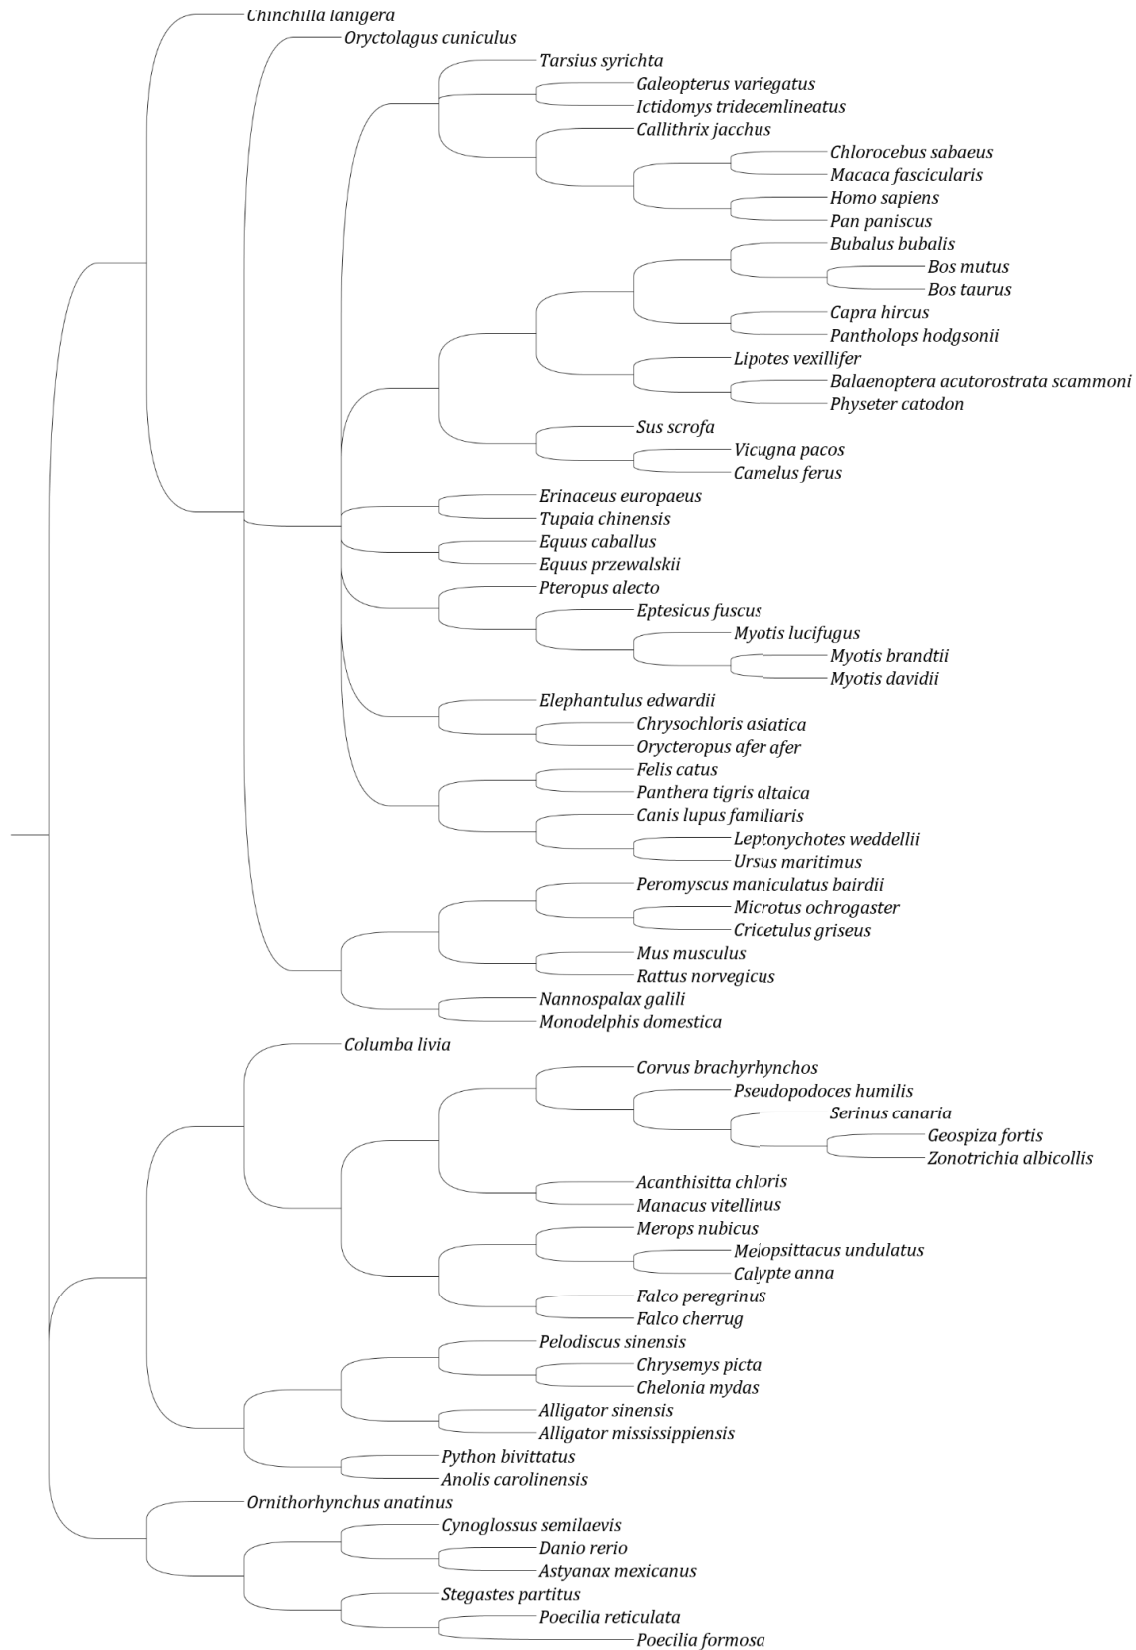 Chinchilla lanigera
Oryctolagus cuniculus
Tarsius syrichta
Galeopterus variegatus
Ictidomys tridecemlineatus
Callithrix jacchus
Chlorocebus sabaeus
Macaca fascicularis
Homo sapiens
Pan paniscus
Bubalus bubalis
Bos mutus
Bos taurus
Capra hircus
Pantholops hodgsonii
Lipotes vexillifer
Balaenoptera acutorostrata scammoni
Physeter catodon
Sus scrofa
Vicugna pacos
Camelus ferus
Erinaceus europaeus
Tupaia chinensis
Equus caballus
Equus przewalskii
Pteropus alecto
Eptesicus fuscus
Myotis lucifugus
Myotis brandtii
Myotis davidii
Elephantulus edwardii
Chrysochloris asiatica
Orycteropus afer afer
Felis catus
Panthera tigris altaica
Canis lupus familiaris
Leptonychotes weddellii
Ursus maritimus
Peromyscus maniculatus bairdii
Microtus ochrogaster
Cricetulus griseus
Mus musculus
Rattus norvegicus
Nannospalax galili
Monodelphis domestica
Columba livia
Corvus brachyrhynchos
Pseudopodoces humilis
Serinus canaria
Geospiza fortis
Zonotrichia albicollis
Acanthisitta chloris
Manacus vitellinus
Merops nubicus
Melopsittacus undulatus
Calypte anna
Falco peregrinus
Falco cherrug
Pelodiscus sinensis
Chrysemys picta
Chelonia mydas
Alligator sinensis
Alligator mississippiensis
Python bivittatus
Anolis carolinensis
Ornithorhynchus anatinus
Cynoglossus semilaevis
Danio rerio
Astyanax mexicanus
Stegastes partitus
Poecilia reticulata
Poecilia formosa